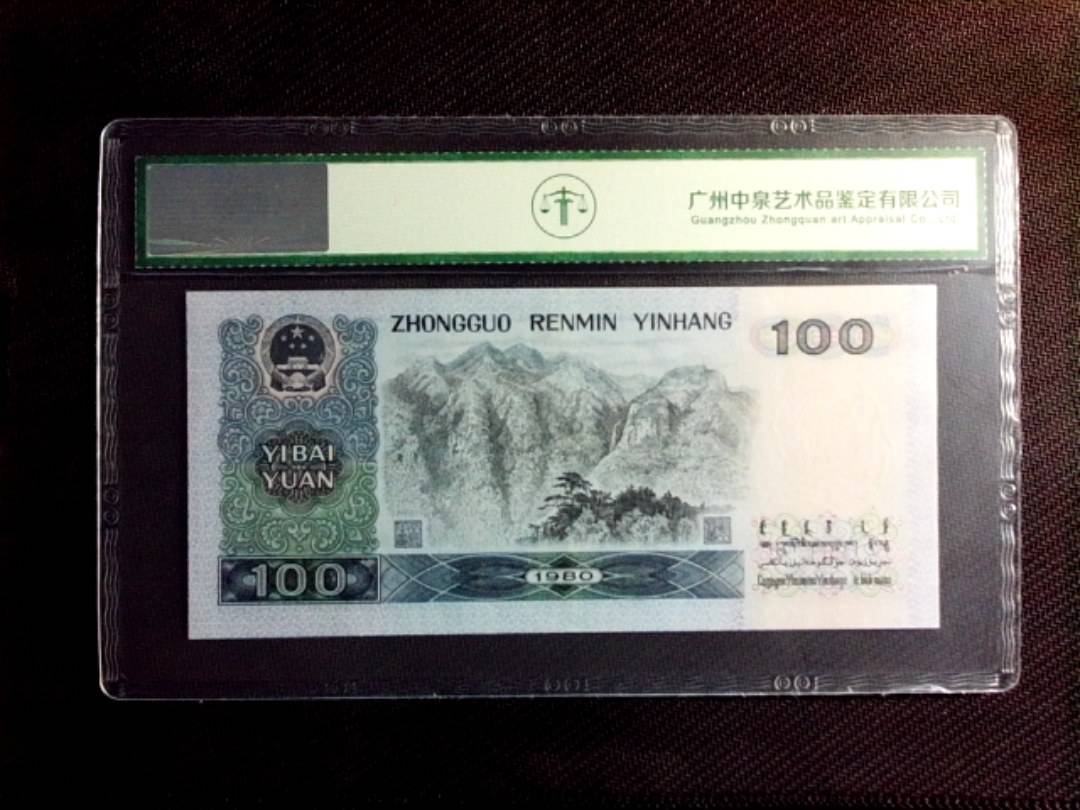 广州中泉艺术品鉴定有限公司
Guangzhou Zhongquan art Appraisal Co., Ltd.
ZHONGGUO RENMIN YINHANG
100
YIBAI
YUAN
100
1980